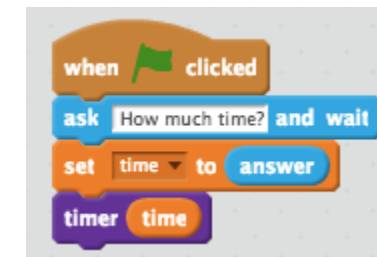 when clicked
ask How much time? and wait
set time to answer
timer time